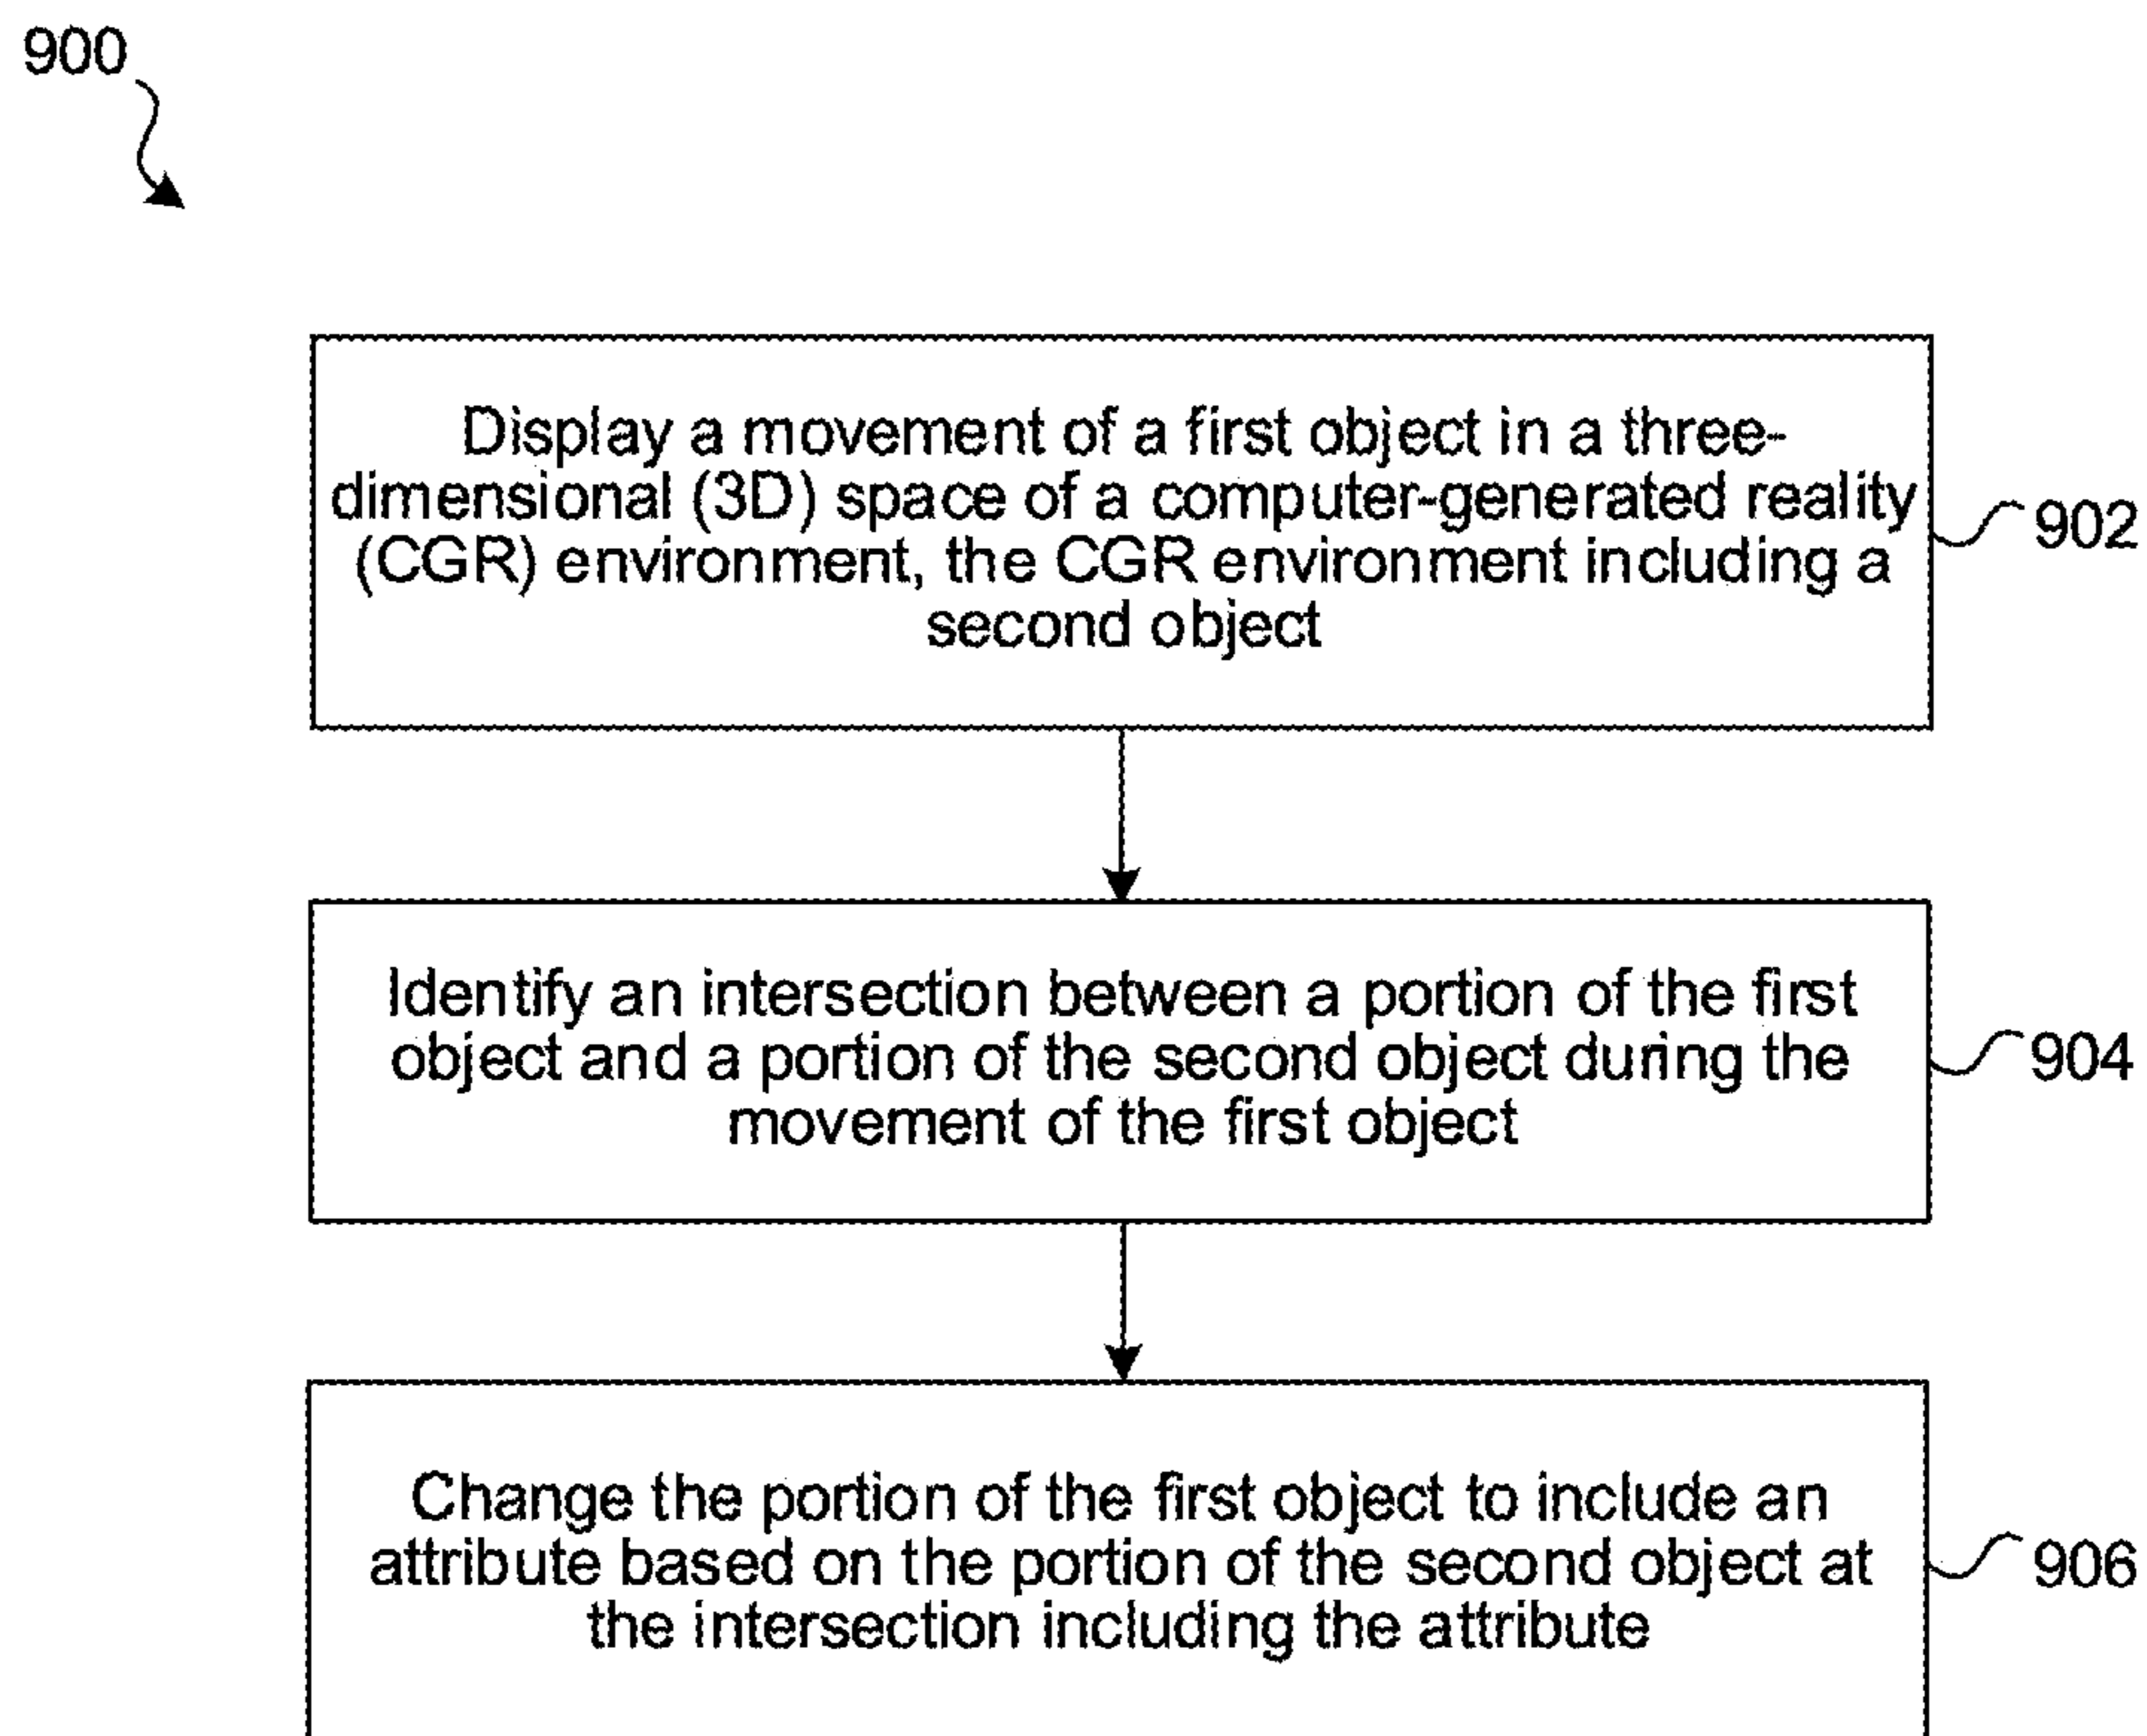 900
Display a movement of a first object in a three-
dimensional (3D) space of a computer-generated reality
(CGR) environment, the CGR environment including a
second object
902
Identify an intersection between a portion of the first
object and a portion of the second object during the
movement of the first object
904
Change the portion of the first object to include an
attribute based on the portion of the second object at
the intersection including the attribute
906